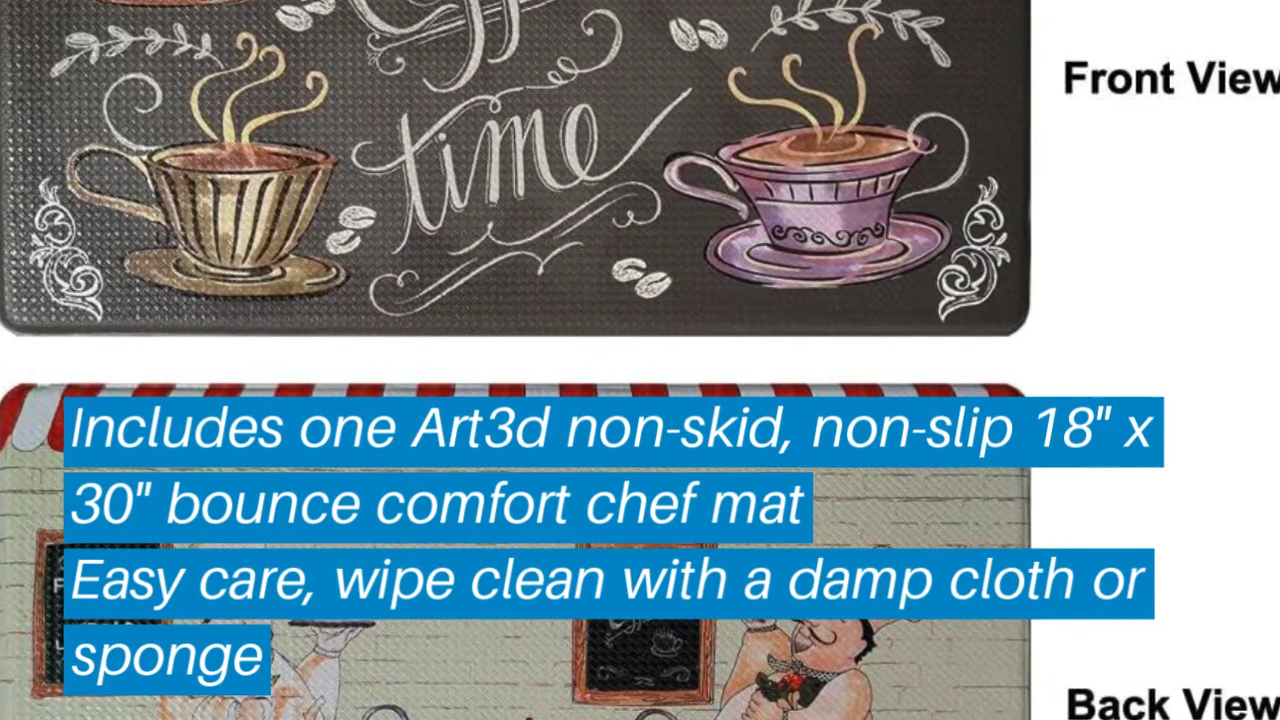 time
Front View
Includes one Art3d non-skid, non-slip 18" x
30" bounce comfort chef mat
Easy care, wipe clean with a damp cloth or
sponge
Back View